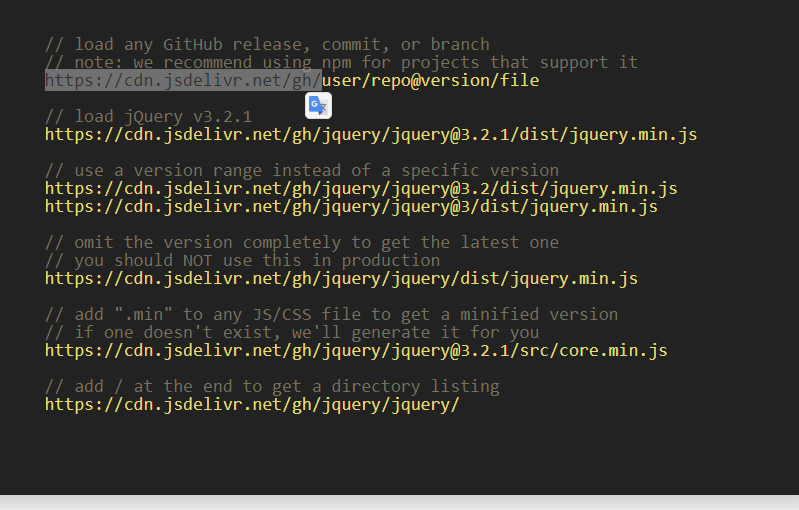 // load any GitHub release, commit, or branch
// note: we recommend using npm for projects that support it
https://cdn.jsdelivr.net/gh/user/repo@version/file
G
// load jQuery v3.2.1
https://cdn.jsdelivr.net/gh/jquery/jquery@3.2.1/dist/jquery.min.js
// use a version range instead of a specific version
https://cdn.jsdelivr.net/gh/jquery/jquery@3.2/dist/jquery.min.js
https://cdn.jsdelivr.net/gh/jquery/jquery@3/dist/jquery.min.js
// omit the version completely to get the latest one
// you should NOT use this in production
https://cdn.jsdelivr.net/gh/jquery/jquery/dist/jquery.min.js
// add ".min" to any JS/CSS file to get a minified version
// if one doesn't exist, we'll generate it for you
https://cdn.jsdelivr.net/gh/jquery/jquery@3.2.1/src/core.min.js
// add / at the end to get a directory listing
https://cdn.jsdelivr.net/gh/jquery/jquery/